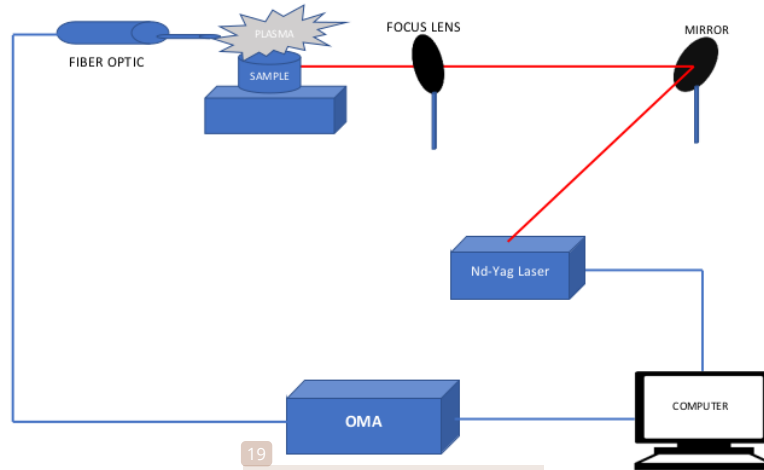 FOCUS LENS
MIRROR
PLASMA
FIBER OPTIC
SAMPLE
Nd-Yag Laser
COMPUTER
OMA
19